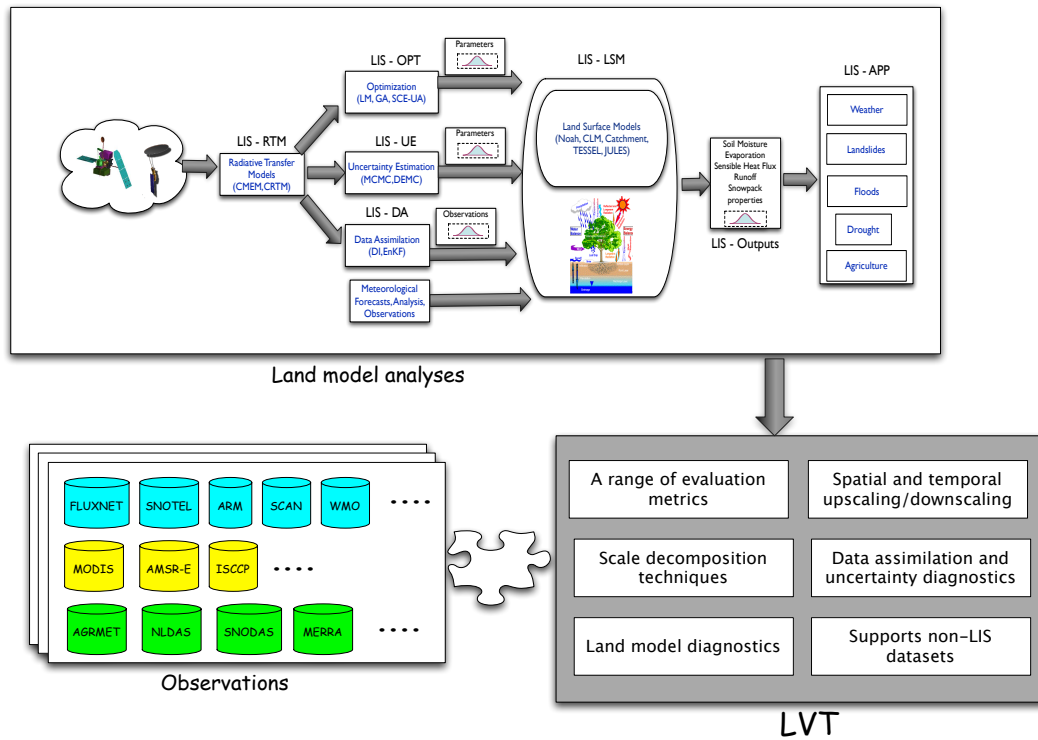 LIS - OPT
Parameters
LIS - LSM
LIS - APP
Optimization
(LM, GA, SCE-UA)
Weather
LIS - RTM
LIS - UE
Parameters
Land Surface Models
(Noah, CLM, Catchment,
TESSEL, JULES)
Radiative Transfer
Models
(CMEM,CRTM)
Uncertainty Estimation
(MCMC,DEMC)
Soil Moisture
Evaporation
Sensible Heat Flux
Runoff
Snowpack
properties
Landslides
Floods
LIS - DA
Observations
Data Assimilation
(DI,EnKF)
LIS - Outputs
Drought
Agriculture
Meteorological
Forecasts, Analysis,
Observations
Land model analyses
FLUXNET
SNOTEL
ARM
SCAN
WMO
....
MODIS
AMSR-E
ISCCP
....
AGRMET
NLDAS
SNODAS
MERRA
....
Observations
A range of evaluation
metrics
Spatial and temporal
upscaling/downscaling
Scale decomposition
techniques
Data assimilation and
uncertainty diagnostics
Land model diagnostics
Supports non-LIS
datasets
LVT